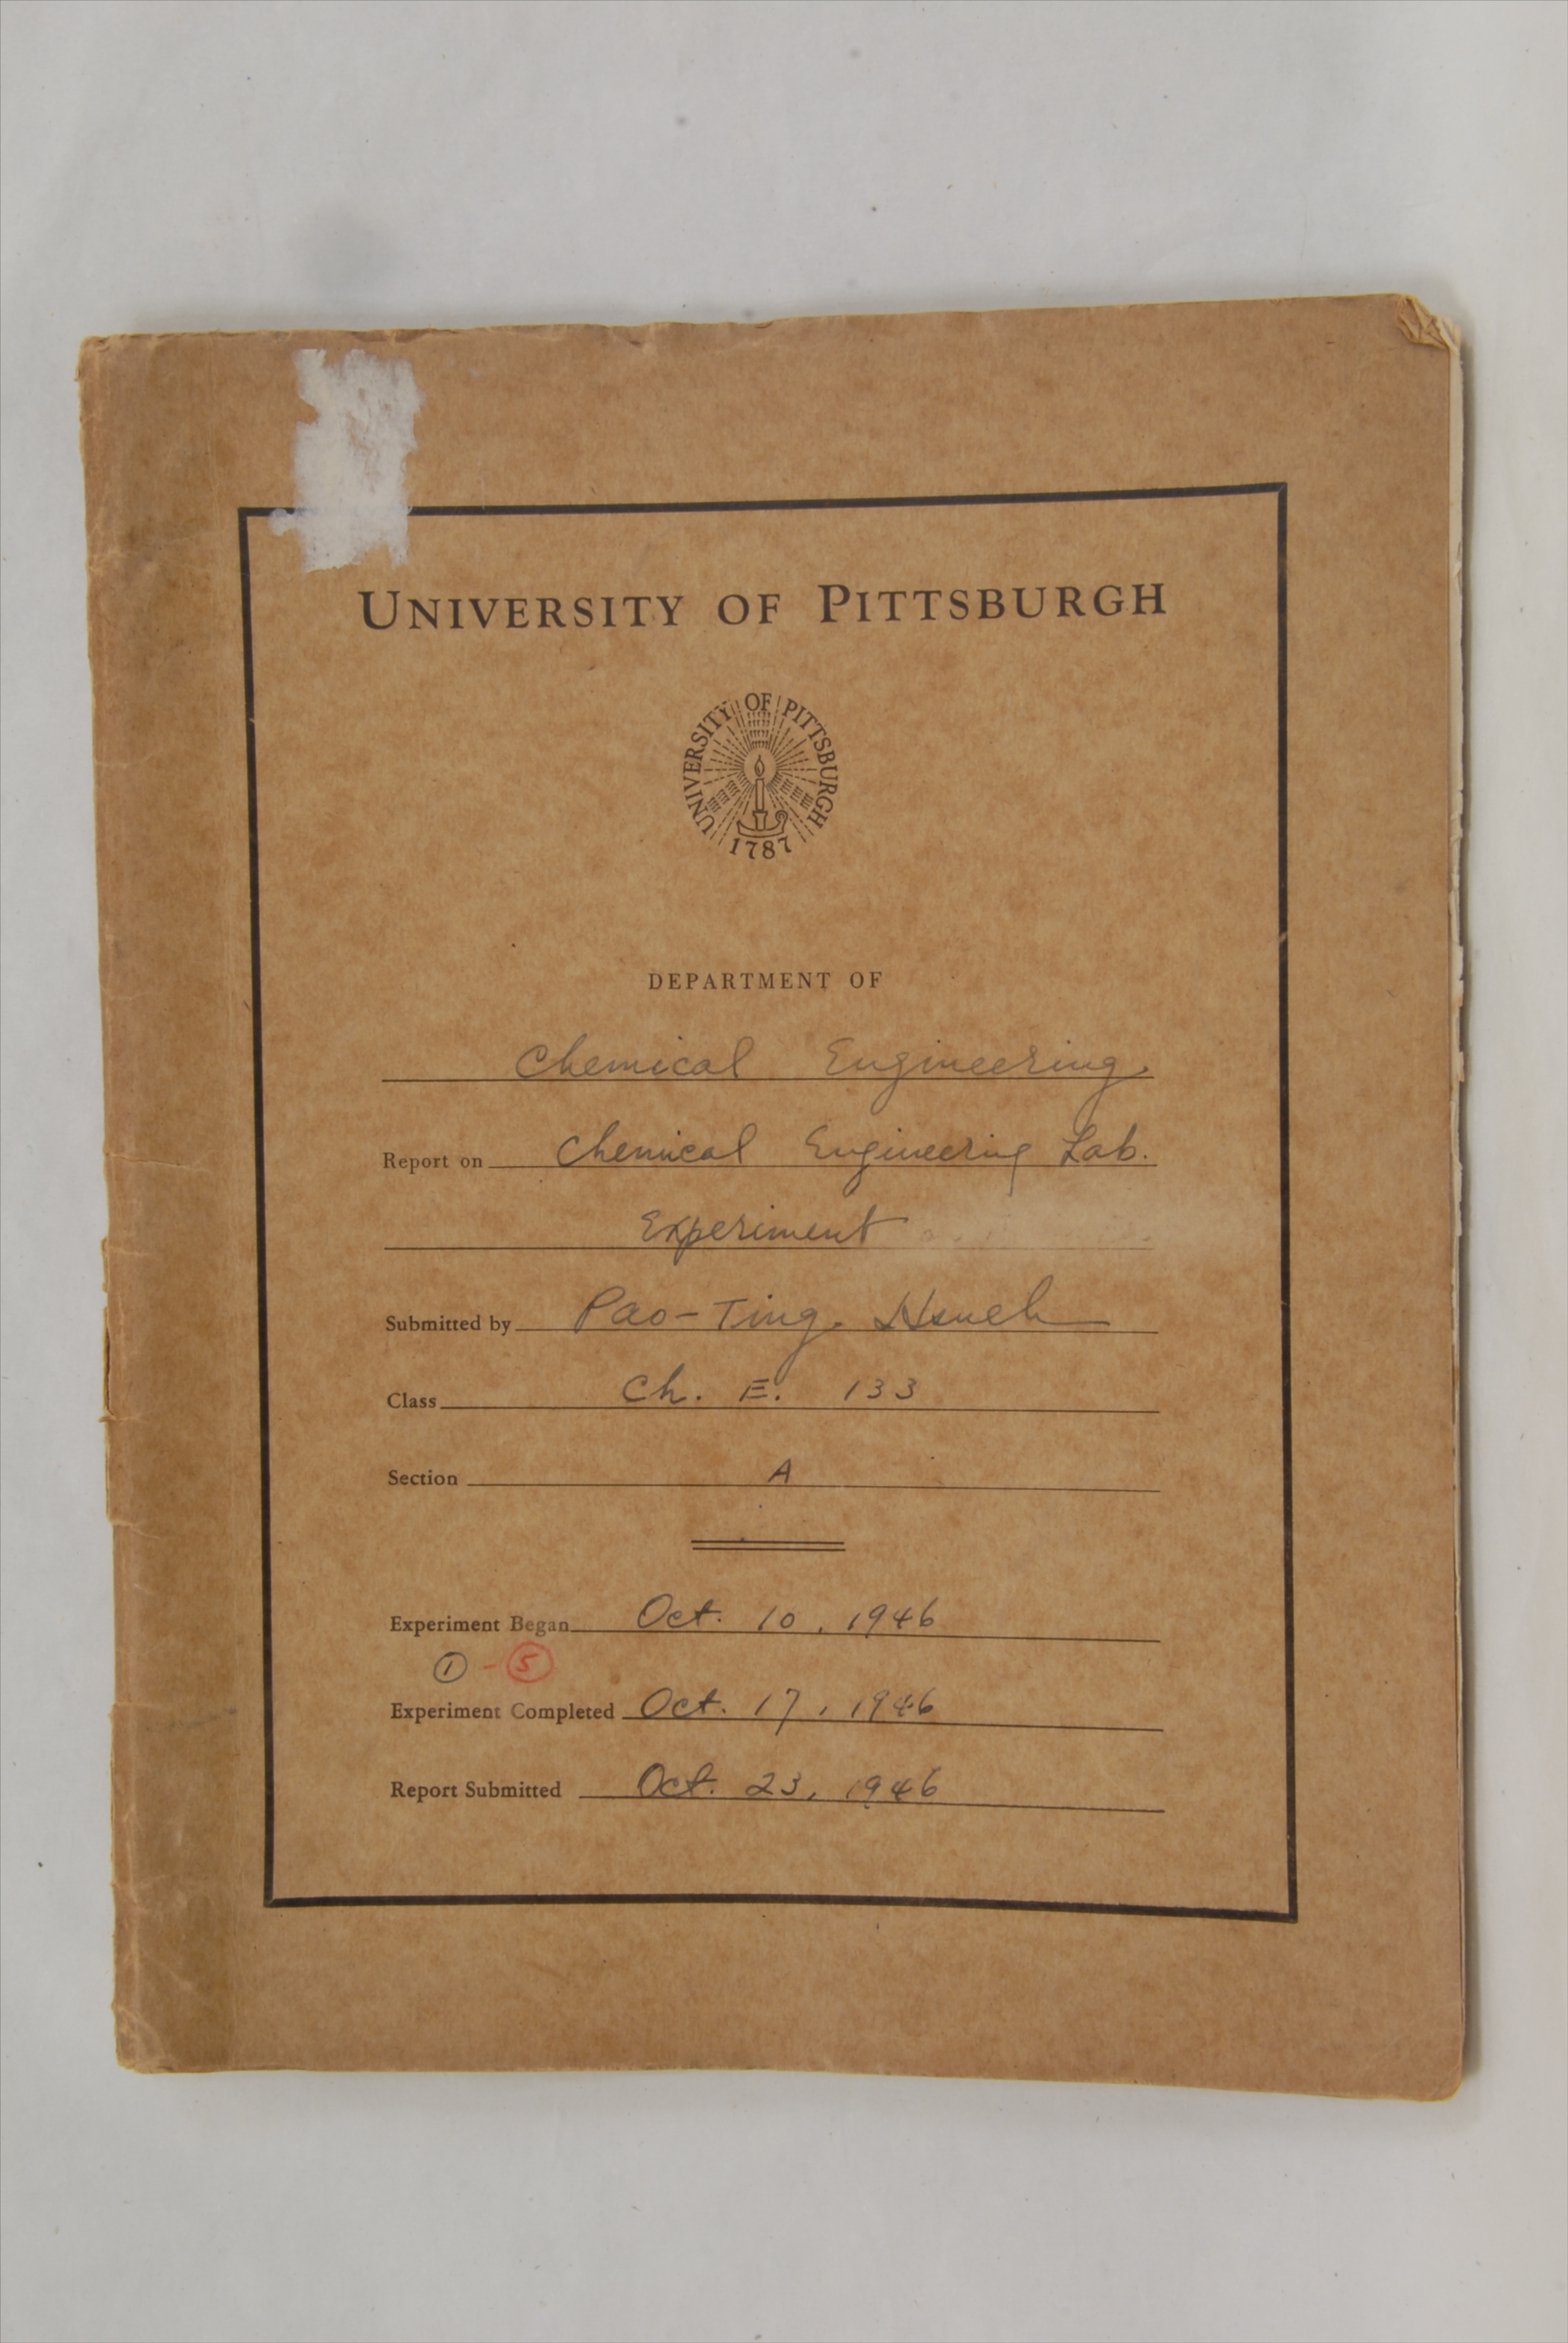 UNIVERSITY OF PITTSBURGH
UNIVERSITY OF PITTSBURGH
1787
DEPARTMENT OF
Chemical Engineering
Report on Chemical Engineering Lab.
Experiment
Submitted by Pao-Ting Hsueh
Class Ch. E. 133
Section A
Experiment Began Oct. 10, 1946
① - ⑤
Experiment Completed Oct. 17, 1946
Report Submitted Oct. 23, 1946